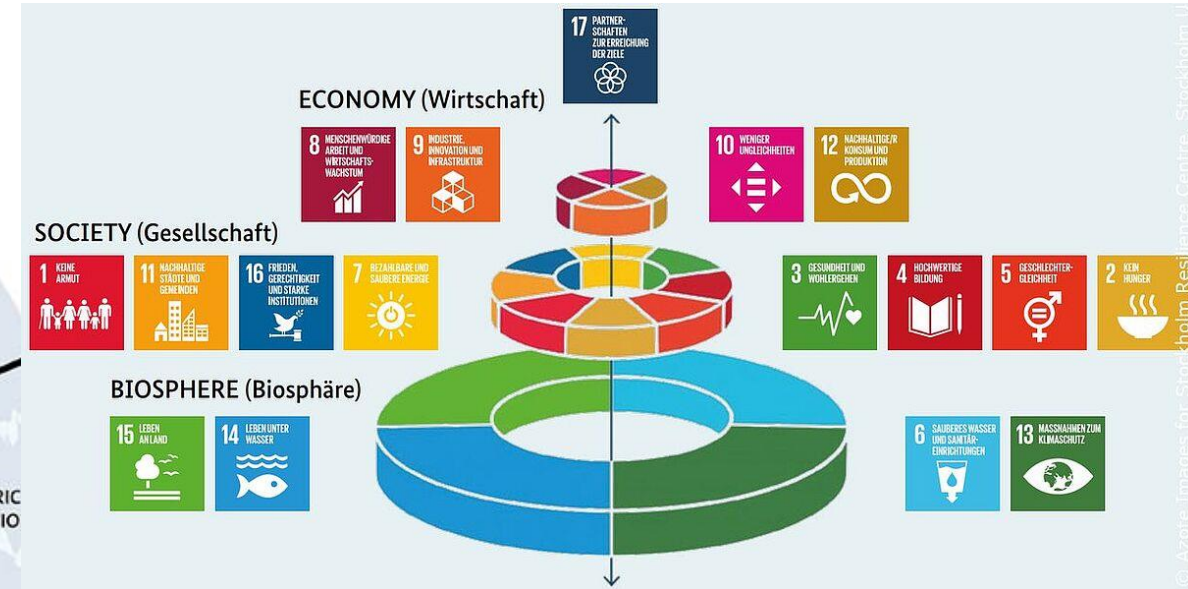 17 PARTNER-
SCHAFTEN
ZUR ERREICHUNG
DER ZIELE
ECONOMY (Wirtschaft)
8 MENSCHENWÜRDIGE
ARBEIT UND
WIRTSCHAFTS-
WACHSTUM
9 INDUSTRIE,
INNOVATION UND
INFRASTRUKTUR
10 WENIGER
UNGLEICHHEITEN
12 NACHHALTIGE/R
KONSUM UND
PRODUKTION
SOCIETY (Gesellschaft)
1 KEINE
ARMUT
11 NACHHALTIGE
STÄDTE UND
GEMEINDEN
16 FRIEDEN,
GERECHTIGKEIT
UND STARKE
INSTITUTIONEN
7 BEZAHLBARE UND
SAUBERE ENERGIE
3 GESUNDHEIT UND
WOHLERGEHEN
4 HOCHWERTIGE
BILDUNG
5 GESCHLECHTER-
GLEICHHEIT
2 KEIN
HUNGER
BIOSPHERE (Biosphäre)
15 LEBEN
AN LAND
14 LEBEN UNTER
WASSER
6 SAUBERES WASSER
UND SANITÄR-
EINRICHTUNGEN
13 MASSNAHMEN ZUM
KLIMASCHUTZ
RIC
IO
© Azote Images for Stockholm Resilience Centre, Stockholm U